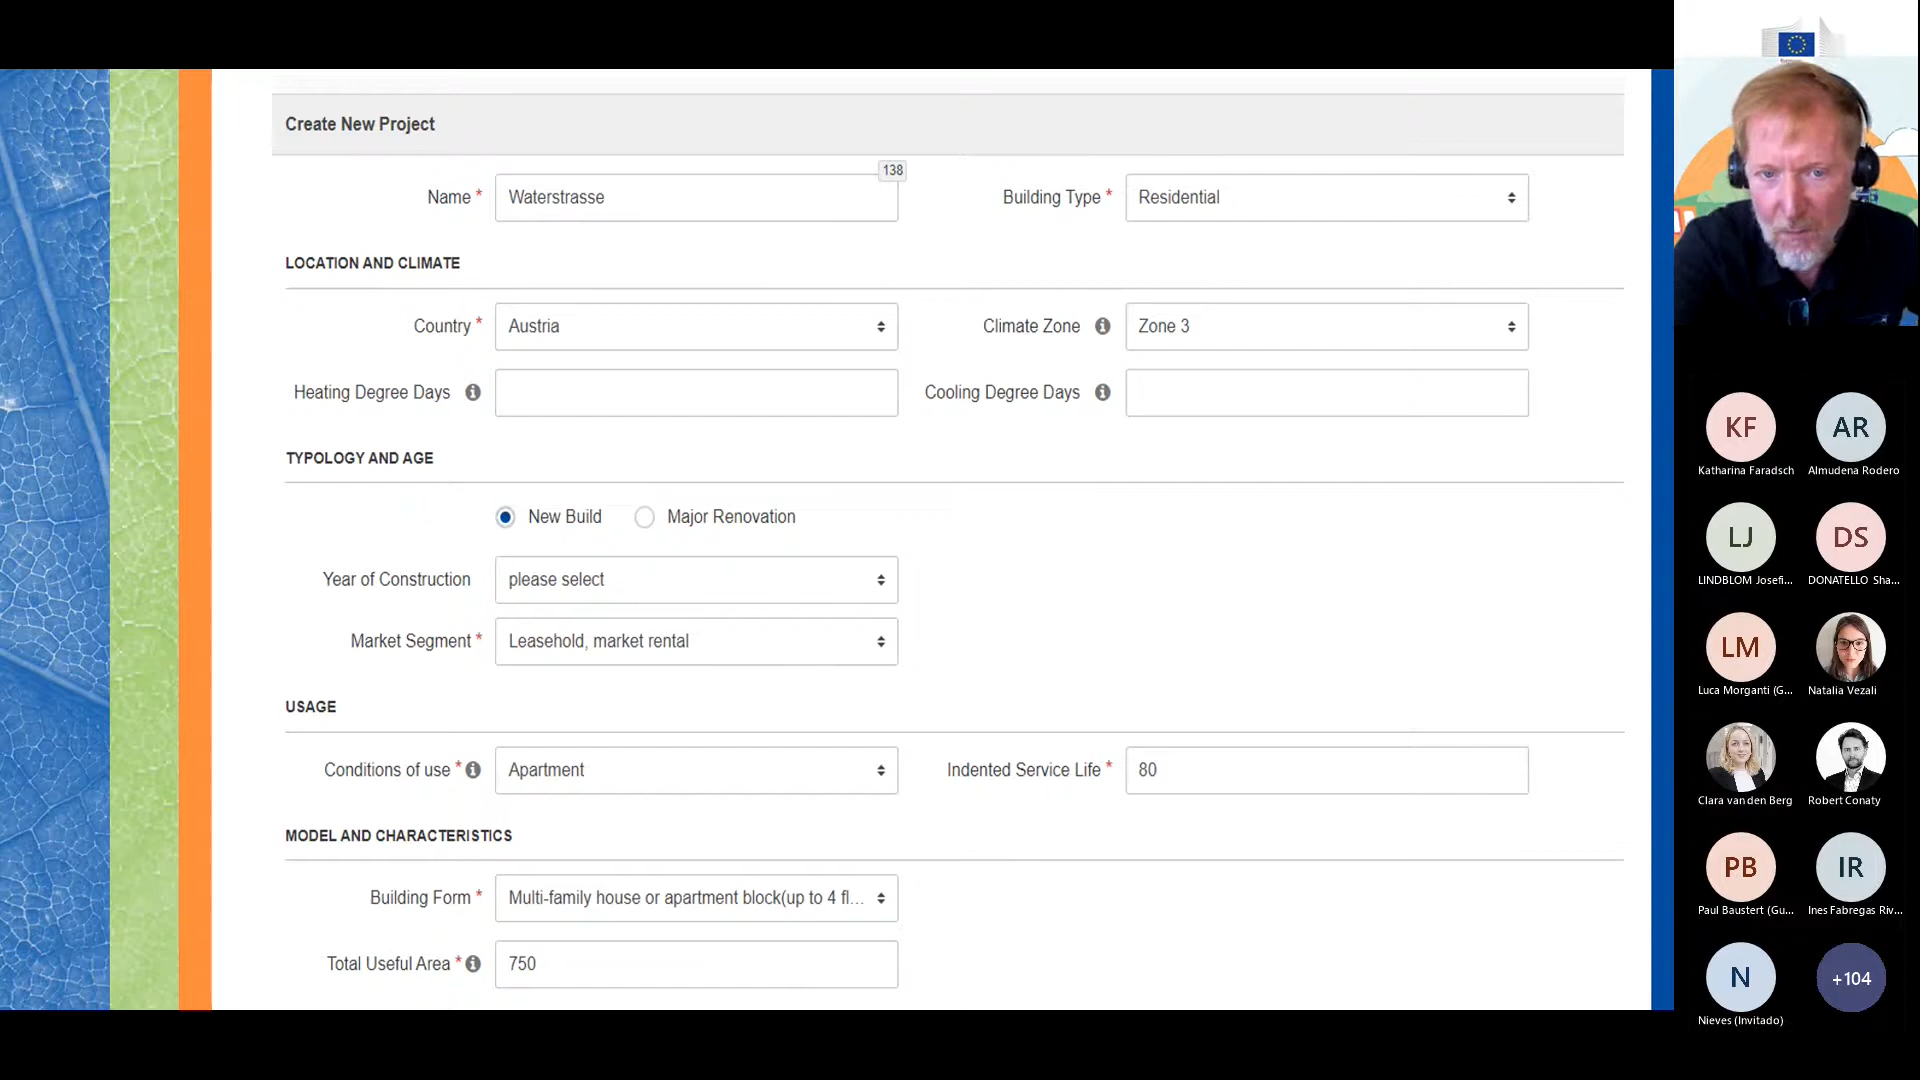 Create New Project
138
Name * Waterstrasse Building Type * Residential
LOCATION AND CLIMATE
Country * Austria Climate Zone Zone 3
Heating Degree Days Cooling Degree Days
TYPOLOGY AND AGE
New Build Major Renovation
Year of Construction please select
Market Segment * Leasehold, market rental
USAGE
Conditions of use * Apartment Indented Service Life * 80
MODEL AND CHARACTERISTICS
Building Form * Multi-family house or apartment block(up to 4 fl...
Total Useful Area * 750
KF AR
Katharina Faradsch Almudena Rodero
LJ DS
LINDBLOM Josefi... DONATELLO Sha...
LM
Luca Morganti (G... Natalia Vezali
Clara van den Berg Robert Conaty
PB IR
Paul Baustert (Gu... Ines Fabregas Riv...
N +104
Nieves (Invitado)